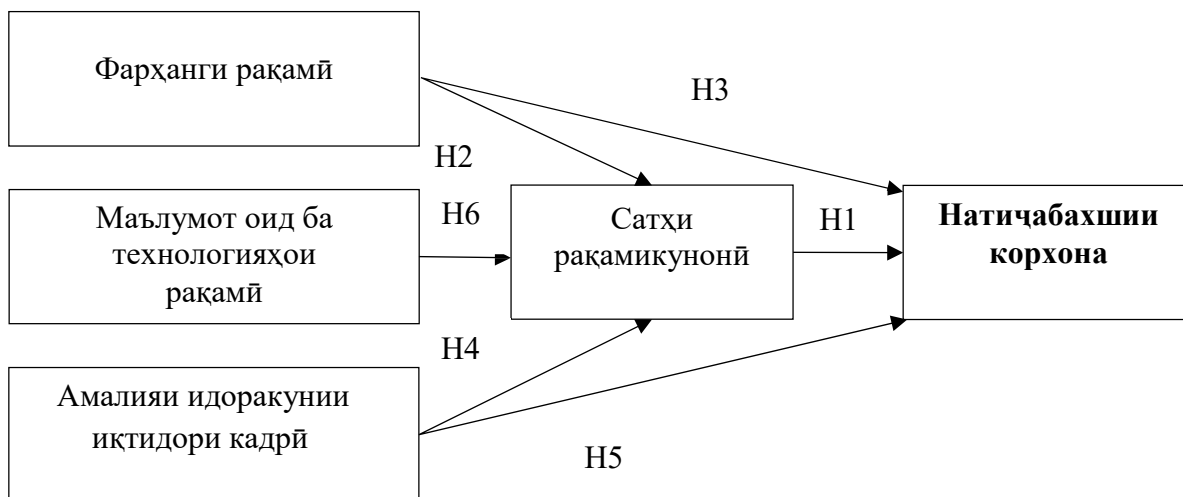 Фарҳанги рақамӣ
H3
H2
Маълумот оид ба
технологияҳои
рақамӣ
H6
Сатҳи
рақамикунонӣ
H1
Натиҷабахшии
корхона
H4
Амалияи идоракунии
иқтидори кадрӣ
H5